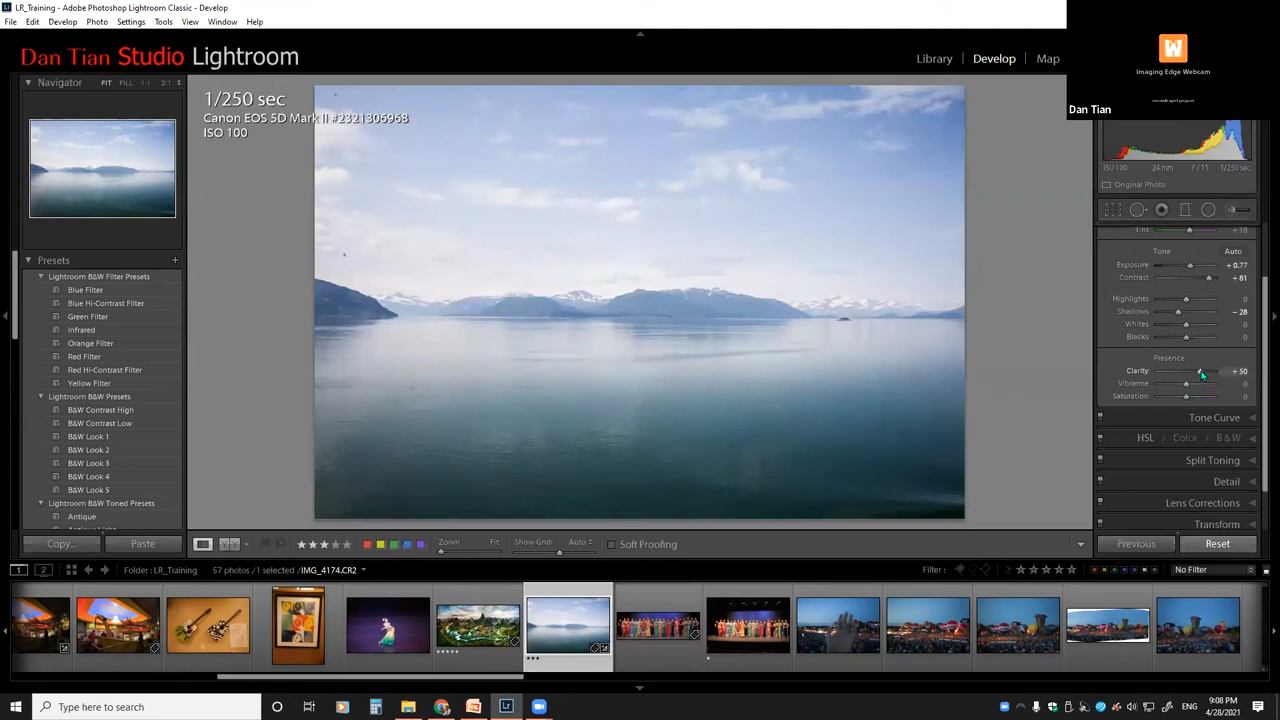 LR_Training - Adobe Photoshop Lightroom Classic - Develop
File Edit Develop Photo Settings Tools View Window Help
Dan Tian Studio Lightroom
Library Develop Map
Imaging Edge Webcam
Dan Tian
Navigator FIT FILL 1:1 2:1
1/250 sec
Canon EOS 5D Mark II #2321306968
ISO 100
ISO 100 24 mm f / 11 1/250 sec
Original Photo
Tint + 18
Tone Auto
Exposure + 0.77
Contrast + 81
Highlights 0
Shadows - 28
Whites 0
Blacks 0
Presence
Clarity + 50
Vibrance 0
Saturation 0
Tone Curve
HSL / Color / B & W
Split Toning
Detail
Lens Corrections
Transform
Previous Reset
Presets +
Lightroom B&W Filter Presets
Blue Filter
Blue Hi-Contrast Filter
Green Filter
Infrared
Orange Filter
Red Filter
Red Hi-Contrast Filter
Yellow Filter
Lightroom B&W Presets
B&W Contrast High
B&W Contrast Low
B&W Look 1
B&W Look 2
B&W Look 3
B&W Look 4
B&W Look 5
Lightroom B&W Toned Presets
Antique
Copy... Paste
Zoom Fit Show Grid: Auto Soft Proofing
1 2 Folder : LR_Training 57 photos / 1 selected / IMG_4174.CR2 Filter : No Filter
Type here to search
ENG
9:08 PM
4/28/2021